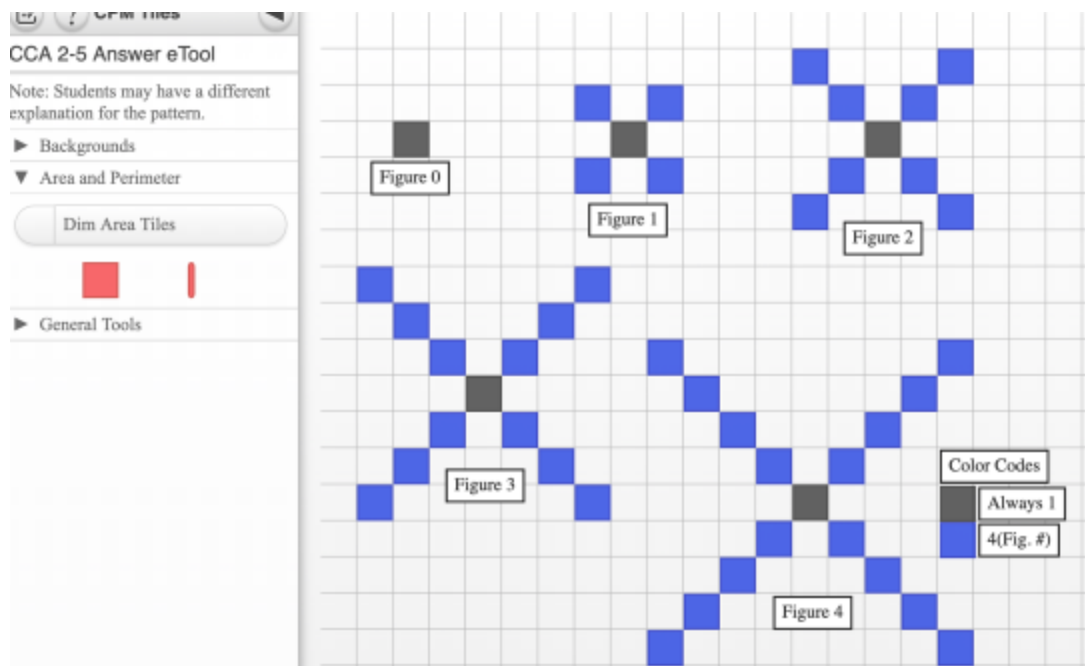 ? CPM Tiles
CCA 2-5 Answer eTool
Note: Students may have a different
explanation for the pattern.
Backgrounds
Area and Perimeter
Dim Area Tiles
General Tools
Figure 0
Figure 1
Figure 2
Figure 3
Figure 4
Color Codes
Always 1
4(Fig. #)